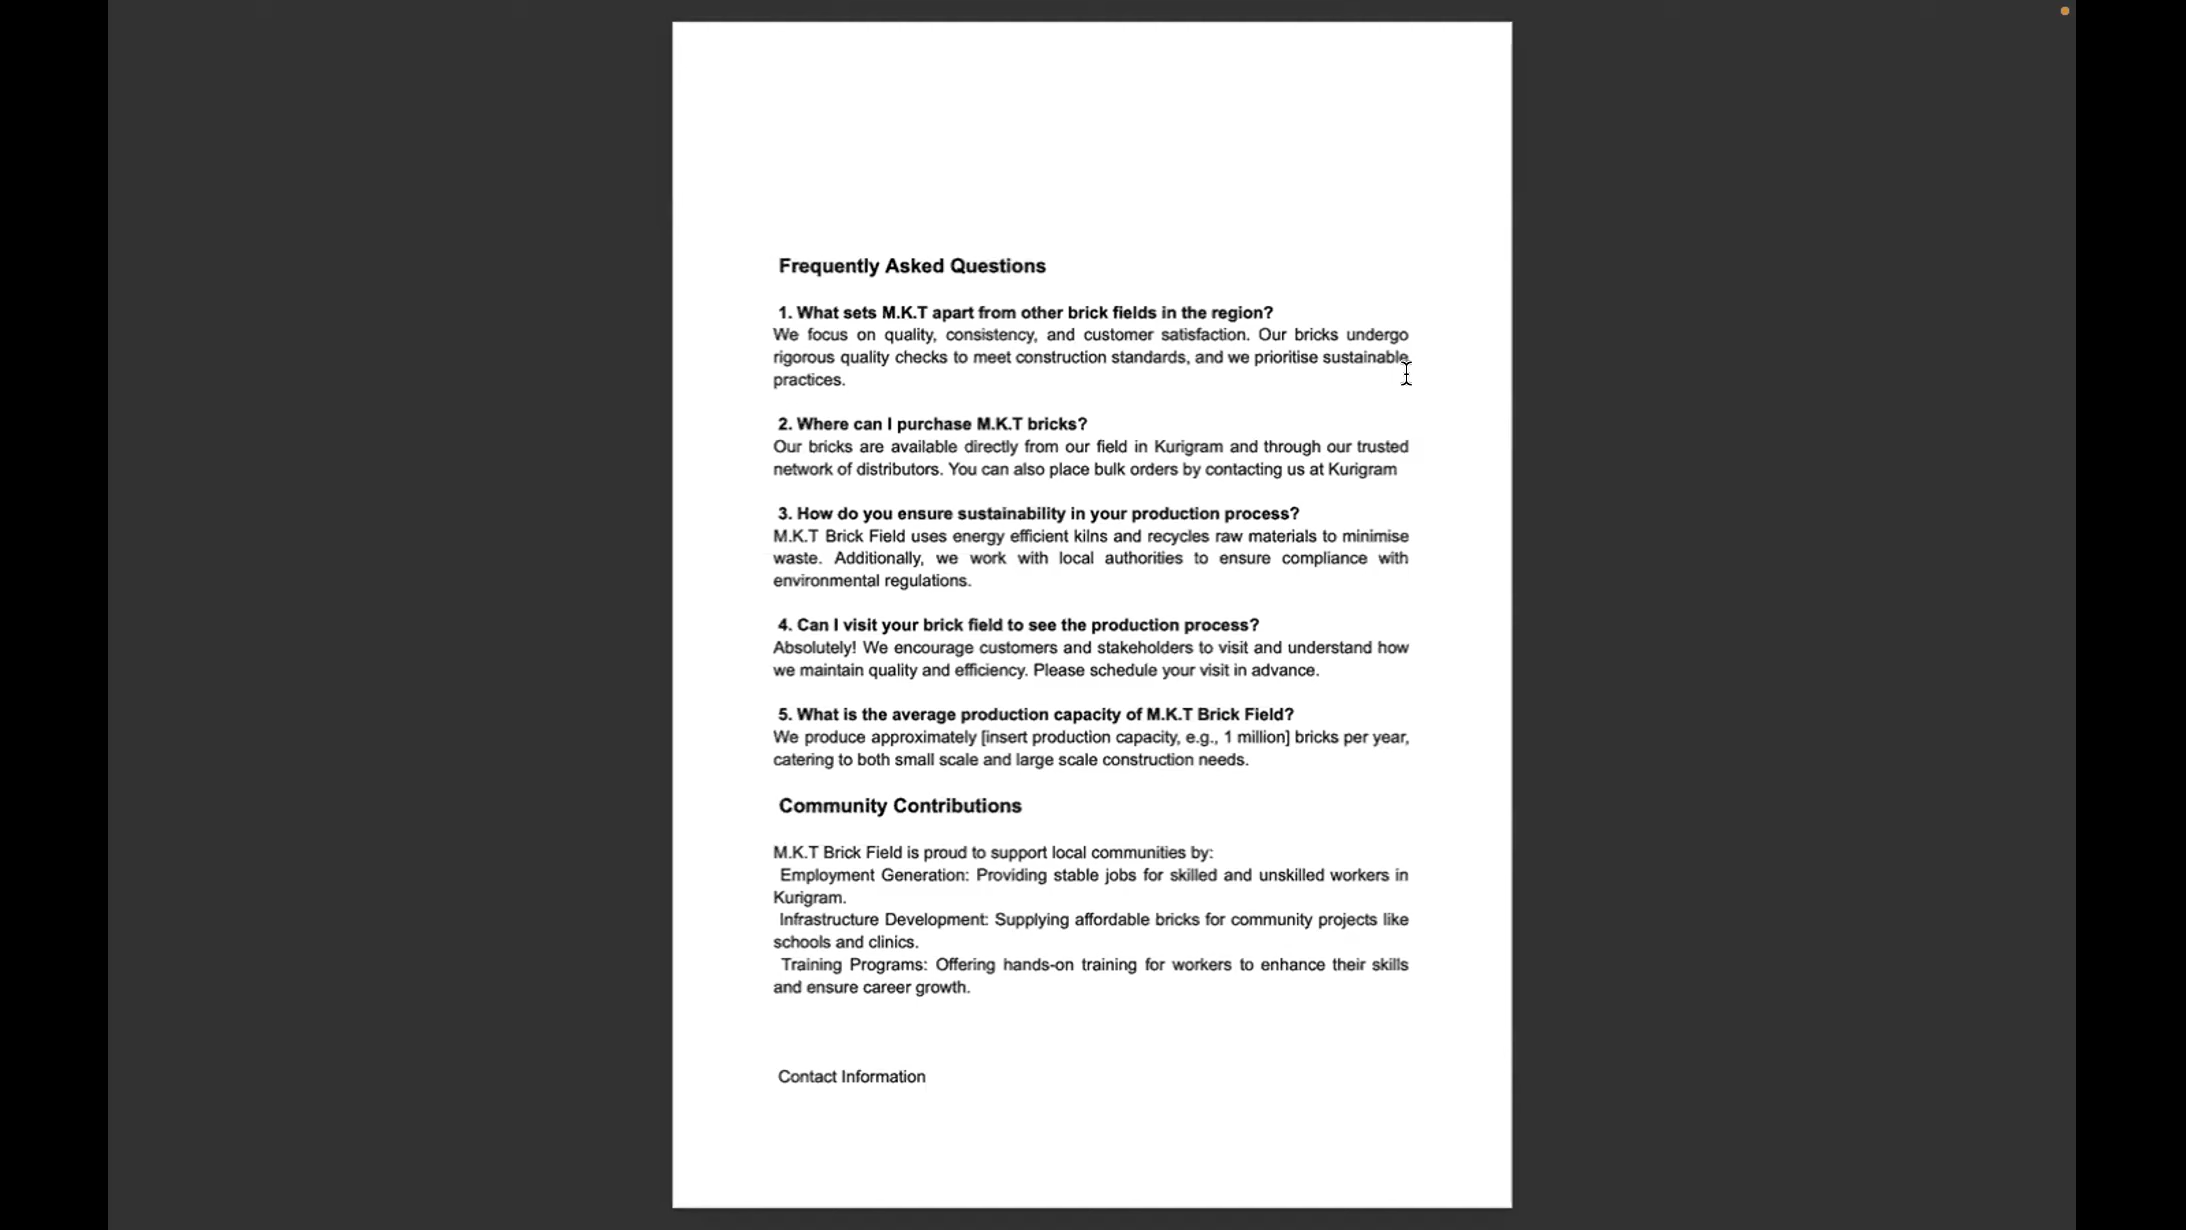 Frequently Asked Questions
1. What sets M.K.T apart from other brick fields in the region?
We focus on quality, consistency, and customer satisfaction. Our bricks undergo
rigorous quality checks to meet construction standards, and we prioritise sustainable
practices.
2. Where can I purchase M.K.T bricks?
Our bricks are available directly from our field in Kurigram and through our trusted
network of distributors. You can also place bulk orders by contacting us at Kurigram
3. How do you ensure sustainability in your production process?
M.K.T Brick Field uses energy efficient kilns and recycles raw materials to minimise
waste. Additionally, we work with local authorities to ensure compliance with
environmental regulations.
4. Can I visit your brick field to see the production process?
Absolutely! We encourage customers and stakeholders to visit and understand how
we maintain quality and efficiency. Please schedule your visit in advance.
5. What is the average production capacity of M.K.T Brick Field?
We produce approximately [insert production capacity, e.g., 1 million] bricks per year,
catering to both small scale and large scale construction needs.
Community Contributions
M.K.T Brick Field is proud to support local communities by:
Employment Generation: Providing stable jobs for skilled and unskilled workers in
Kurigram.
Infrastructure Development: Supplying affordable bricks for community projects like
schools and clinics.
Training Programs: Offering hands-on training for workers to enhance their skills
and ensure career growth.
Contact Information